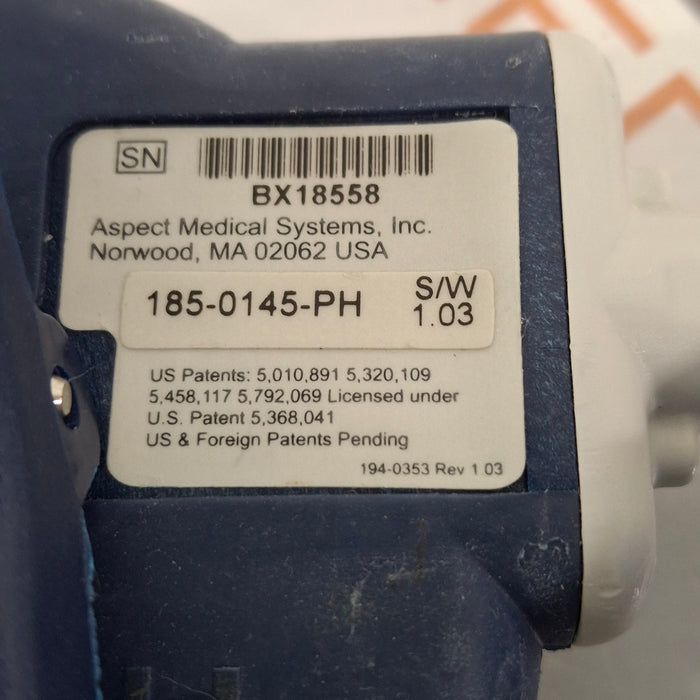 SN
BX18558
Aspect Medical Systems, Inc.
Norwood, MA 02062 USA
185-0145-PH
S/W
1.03
US Patents: 5,010,891 5,320,109
5,458,117 5,792,069 Licensed under
U.S. Patent 5,368,041
US & Foreign Patents Pending
194-0353 Rev 1.03